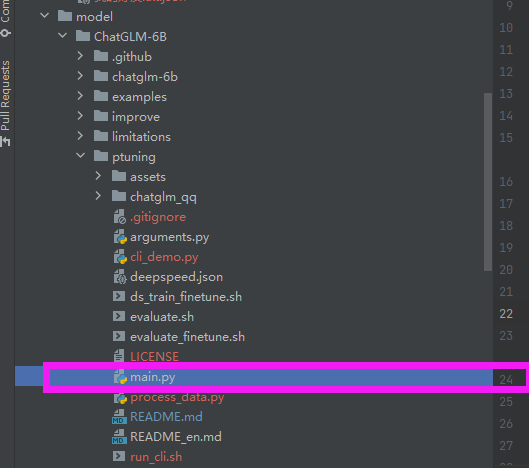 model
ChatGLM-6B
.github
chatglm-6b
examples
improve
limitations
ptuning
assets
chatglm_qq
.gitignore
arguments.py
cli_demo.py
deepspeed.json
ds_train_finetune.sh
evaluate.sh
evaluate_finetune.sh
LICENSE
main.py
process_data.py
README.md
README_en.md
run_cli.sh
Pull Requests
Com
9
10
11
12
13
14
15
16
17
18
19
20
21
22
23
24
25
26
27